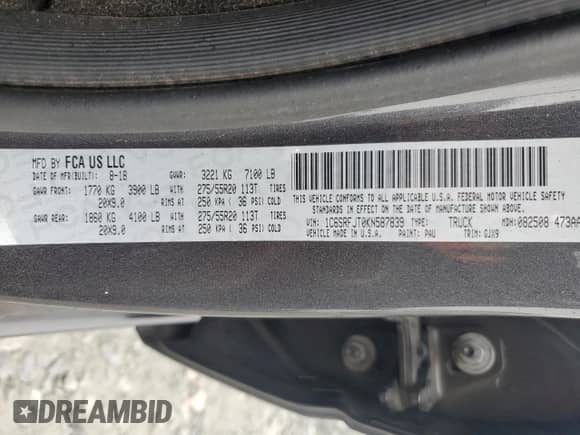 MFD BY FCA US LLC
DATE OF MFR(BUILT): 8-18 GVWR: 3221 KG 7100 LB
GAWR FRONT: 1770 KG 3900 LB WITH 275/55R20 113T TIRES
20X9.0 RIMS AT 250 KPA ( 36 PSI) COLD
GAWR REAR: 1860 KG 4100 LB WITH 275/55R20 113T TIRES
20X9.0 RIMS AT 250 KPA ( 36 PSI) COLD
THIS VEHICLE CONFORMS TO ALL APPLICABLE U.S.A. FEDERAL MOTOR VEHICLE SAFETY
STANDARDS IN EFFECT ON THE DATE OF MANUFACTURE SHOWN ABOVE.
VIN: 1C6SRFJT0KN587839 TYPE: TRUCK MDH: 082508 473AA
VEHICLE MADE IN U.S.A. PAINT: PAU TRIM: GJX9
DREAMBID